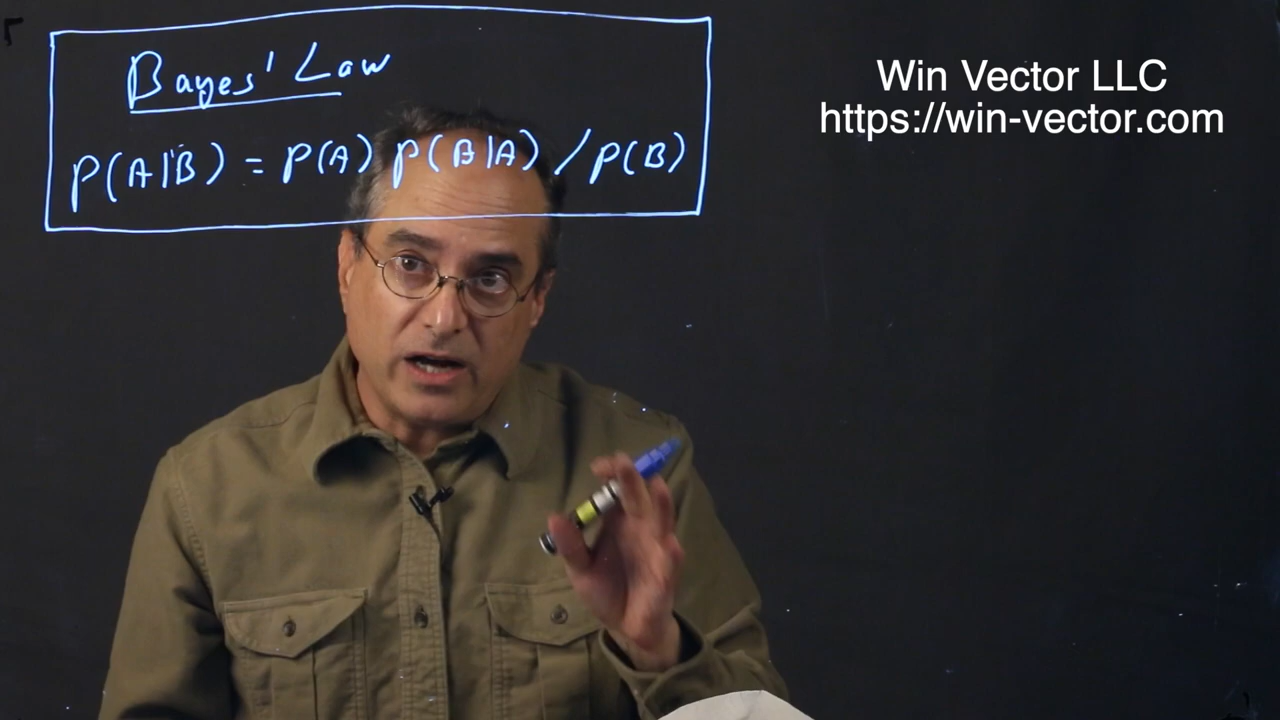 Bayes' Law
P(A|B) = P(A) P(B|A) / P(B)
Win Vector LLC
https://win-vector.com